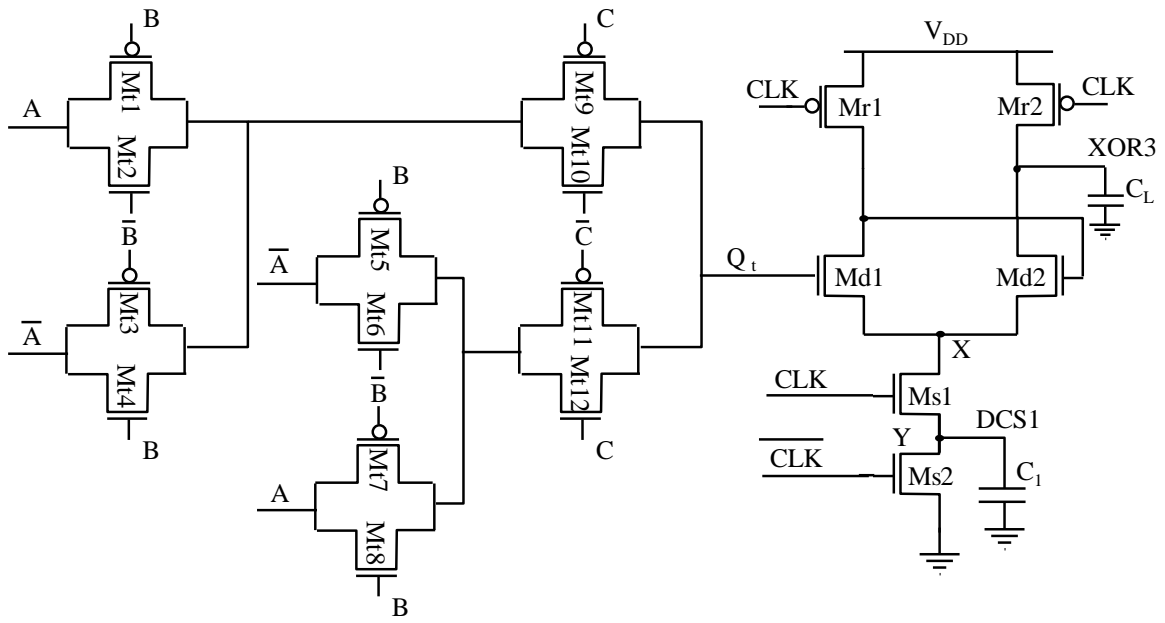 B
A
Mt1
Mt2
B̅
A̅
Mt3
Mt4
B
B
A̅
Mt5
Mt6
B̅
A
Mt7
Mt8
B
C
Mt9
Mt10
C̅
Mt11
Mt12
C
Q t
V DD
CLK
Mr1
Mr2
CLK
XOR3
C L
Md1
Md2
X
CLK
Ms1
Y
DCS1
C̅L̅K̅
Ms2
C 1